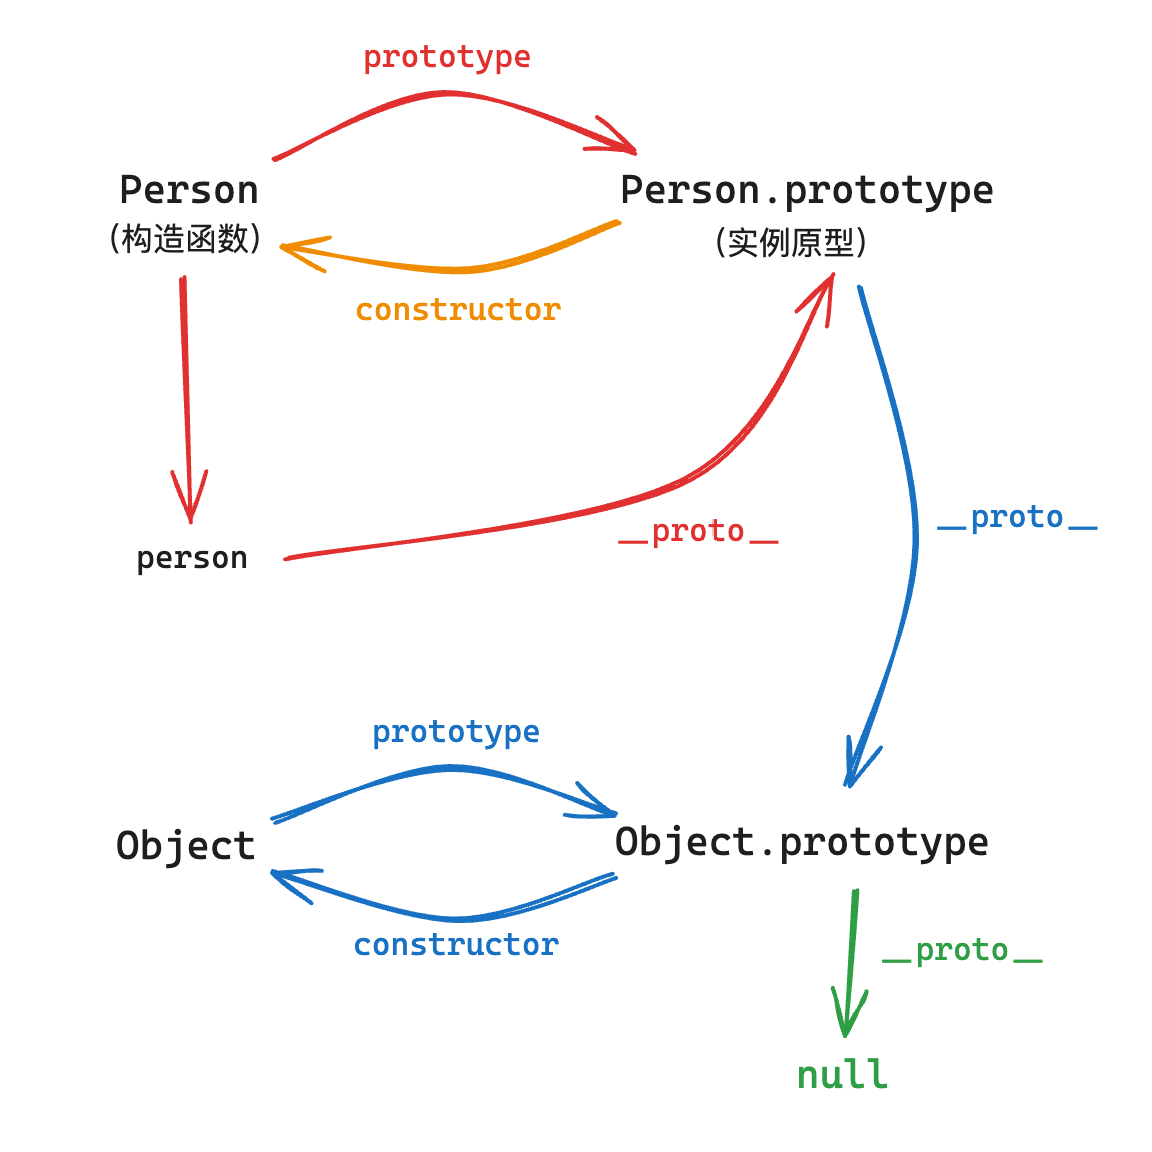 prototype
Person
(构造函数)
Person.prototype
(实例原型)
constructor
person
__proto__
__proto__
prototype
Object
Object.prototype
constructor
__proto__
null